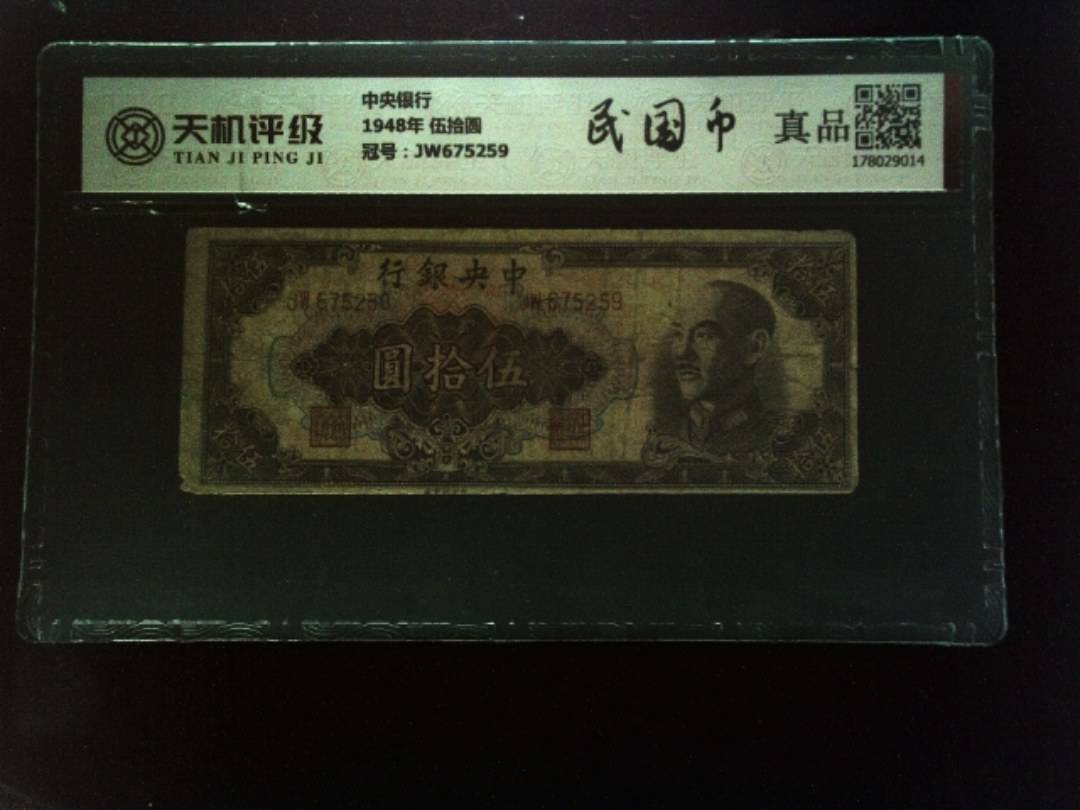 天机评级
TIAN JI PING JI
中央银行
1948年 伍拾圆
冠号：JW675259
民国币
真品
178029014
行銀央中
JW675259
圓拾伍